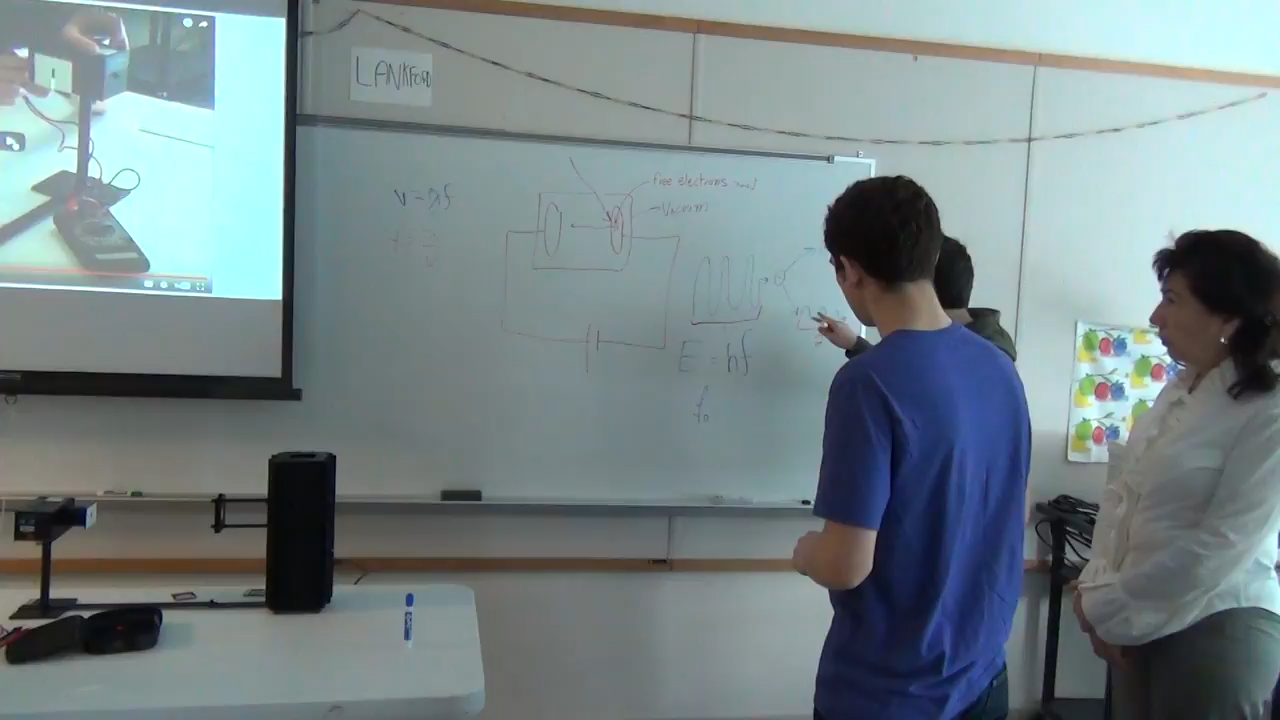 LANKFORD
v = λf
free electrons
Vacuum
E = hf
f₀